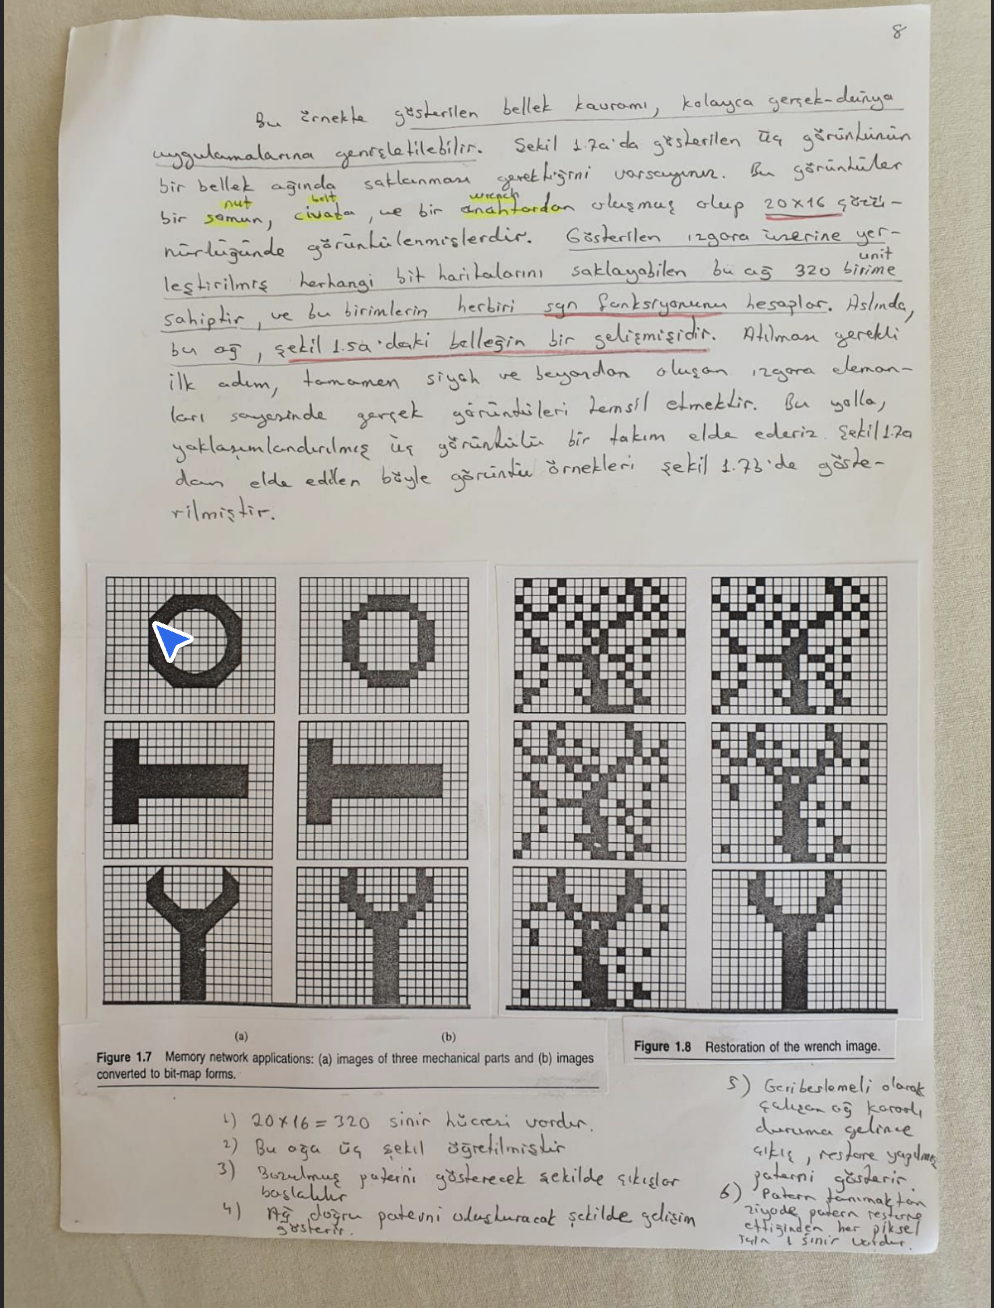 8
Bu örnekte gösterilen bellek kavramı, kolayca gerçek-dünya
uygulamalarına genişletilebilir. Şekil 1.7a'da gösterilen üç görüntünün
bir bellek ağında saklanması gerektiğini varsayınız. Bu görüntüler
nut bolt wrench
bir somun, civata, ve bir anahtardan oluşmuş olup 20x16 çözü-
nürlüğünde görüntülenmişlerdir. Gösterilen ızgara üzerine yer-
unit
leştirilmiş herhangi bit haritalarını saklayabilen bu ağ 320 birime
sahiptir, ve bu birimlerin herbiri sgn fonksiyonunu hesaplar. Aslında,
bu ağ, şekil 1.5a'daki belleğin bir gelişmişidir. Atılması gerekli
ilk adım, tamamen siyah ve beyazdan oluşan ızgara eleman-
ları sayesinde gerçek görüntüleri temsil etmektir. Bu yolla,
yaklaşımlandırılmış üç görüntülü bir takım elde ederiz. Şekil 1.7a
dan elde edilen böyle görüntü örnekleri şekil 1.7b'de göste-
rilmiştir.
(a) (b)
Figure 1.7 Memory network applications: (a) images of three mechanical parts and (b) images
converted to bit-map forms.
Figure 1.8 Restoration of the wrench image.
1) 20x16 = 320 sinir hücresi vardır.
2) Bu ağa üç şekil öğretilmiştir
3) Bozulmuş paterni gösterecek şekilde çıkışlar
başlatılır
4) Ağ doğru paterni oluşturacak şekilde gelişim
gösterir.
5) Geribeslemeli olarak
çalışan ağ kararlı
duruma gelince
çıkış, restore yapılmış
paterni gösterir.
6) Patern tanımaktan
ziyade patern restore
ettiğinden her piksel
için 1 sinir vardır.